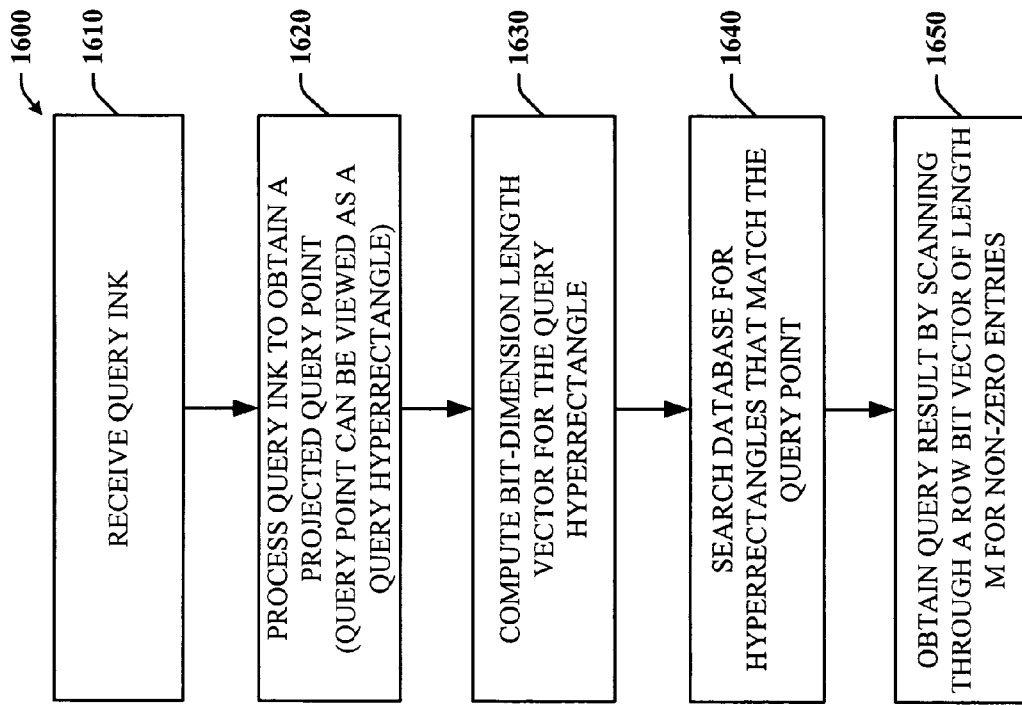 1600
RECEIVE QUERY INK
1610
PROCESS QUERY INK TO OBTAIN A
PROJECTED QUERY POINT
(QUERY POINT CAN BE VIEWED AS A
QUERY HYPERRECTANGLE)
1620
COMPUTE BIT-DIMENSION LENGTH
VECTOR FOR THE QUERY
HYPERRECTANGLE
1630
SEARCH DATABASE FOR
HYPERRECTANGLES THAT MATCH THE
QUERY POINT
1640
OBTAIN QUERY RESULT BY SCANNING
THROUGH A ROW BIT VECTOR OF LENGTH
M FOR NON-ZERO ENTRIES
1650